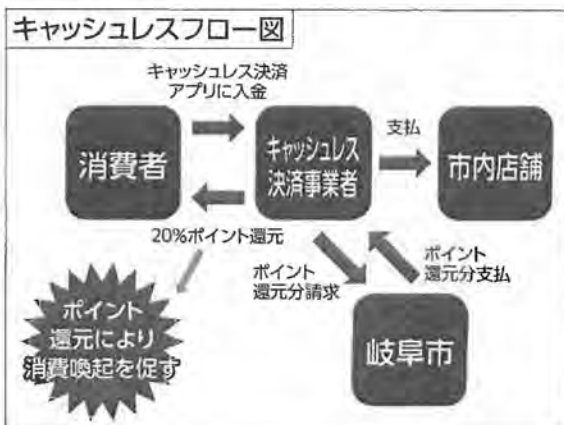 キャッシュレスフロー図
キャッシュレス決済
アプリに入金
消費者
キャッシュレス
決済事業者
支払
市内店舗
20%ポイント還元
ポイント
還元分請求
ポイント
還元分支払
岐阜市
ポイント
還元により
消費喚起を促す